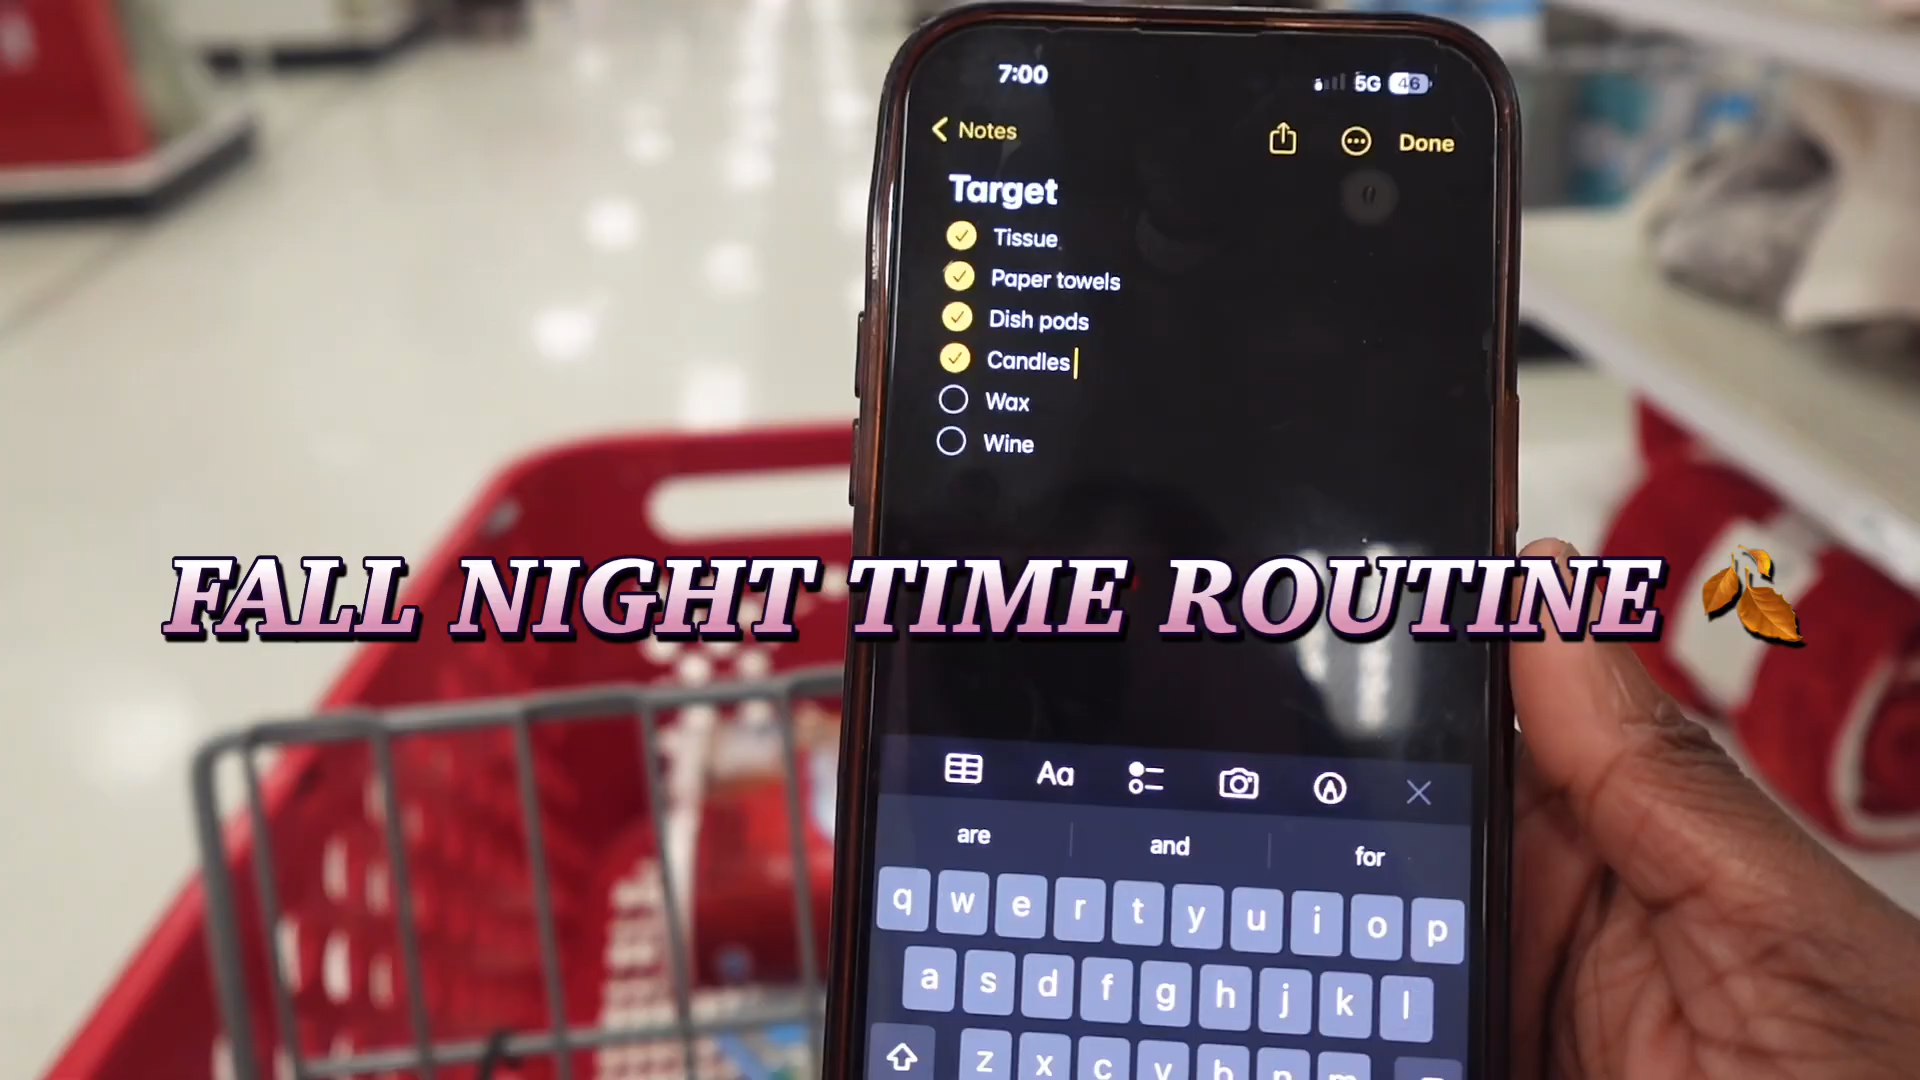 7:00
5G 46
Notes
Done
Target
Tissue
Paper towels
Dish pods
Candles
Wax
Wine
FALL NIGHT TIME ROUTINE
Aa
are and for
q w e r t y u i o p
a s d f g h j k l
z x c v b n m